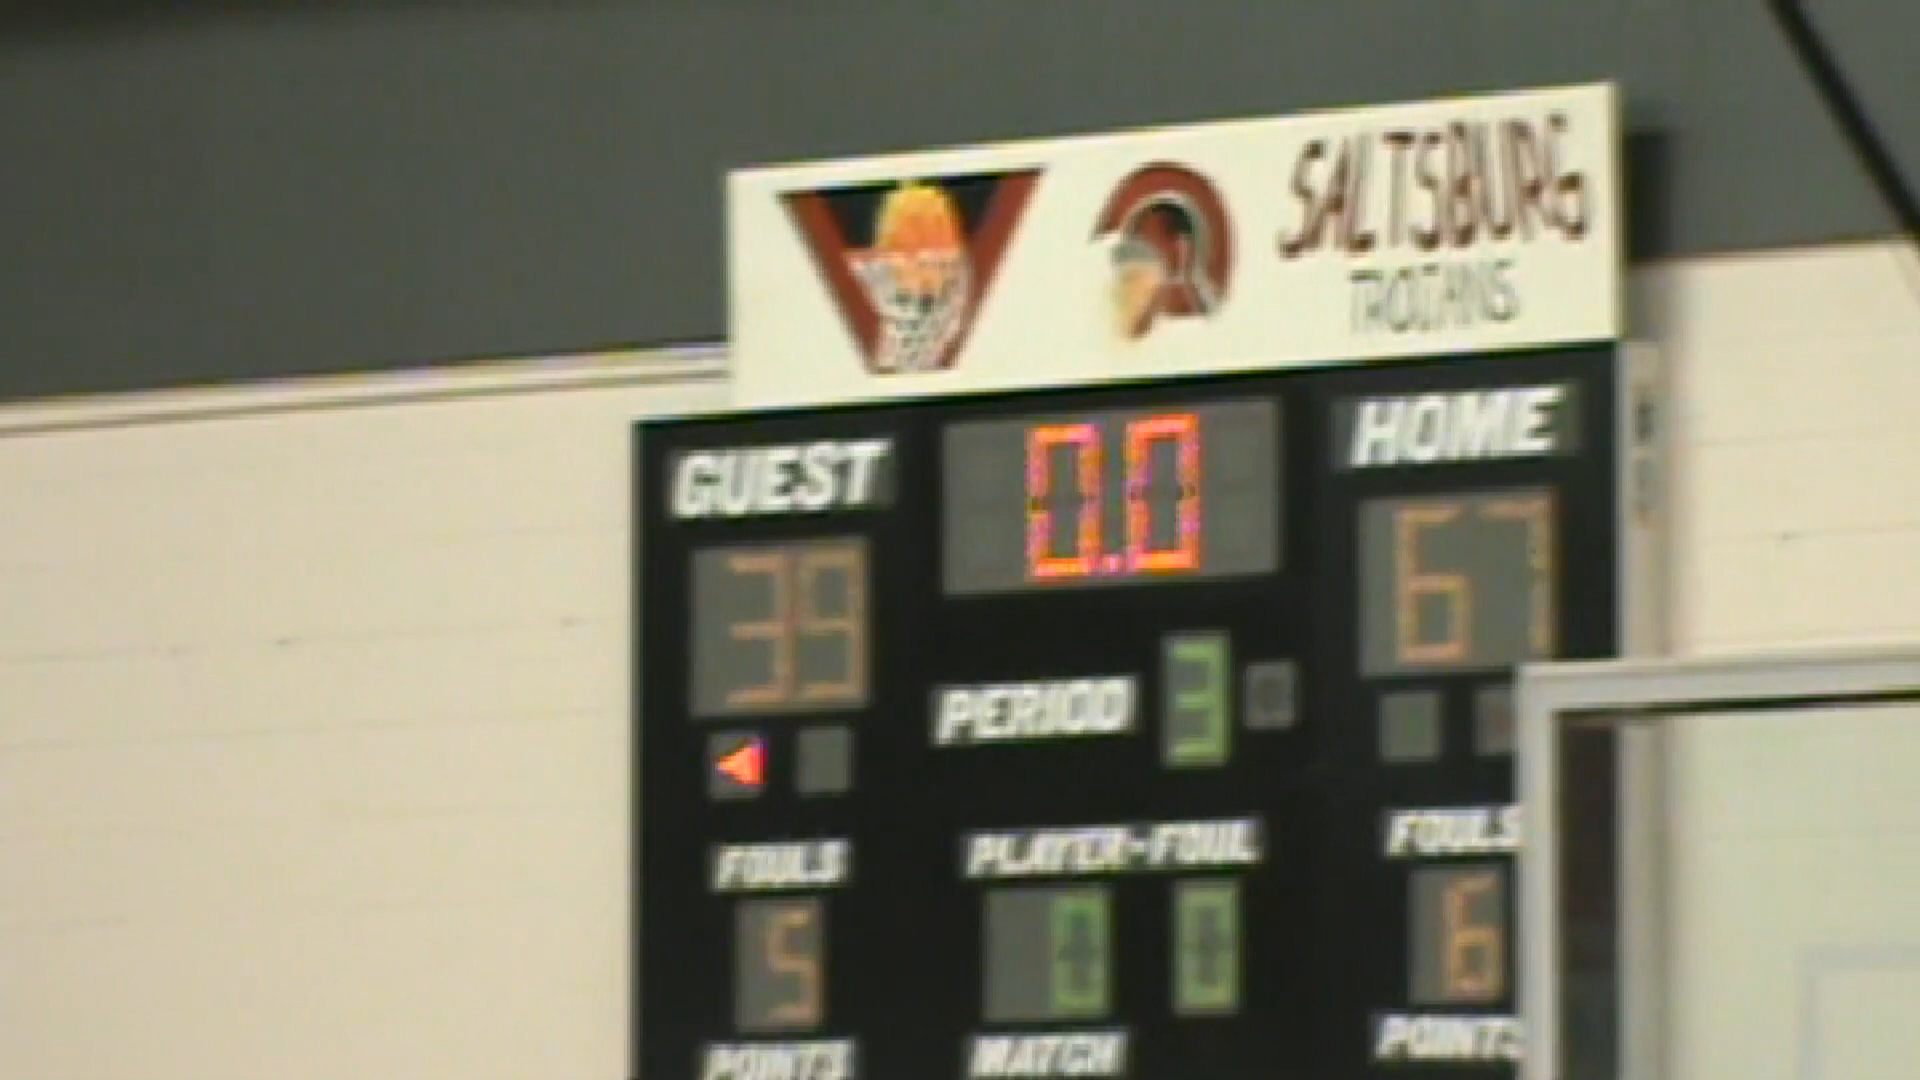 SALTSBURG
TROJANS
GUEST 0.0 HOME
39 67
PERIOD 3
FOULS PLAYER-FOUL FOULS
5 0 0 6
POINTS MATCH POINTS